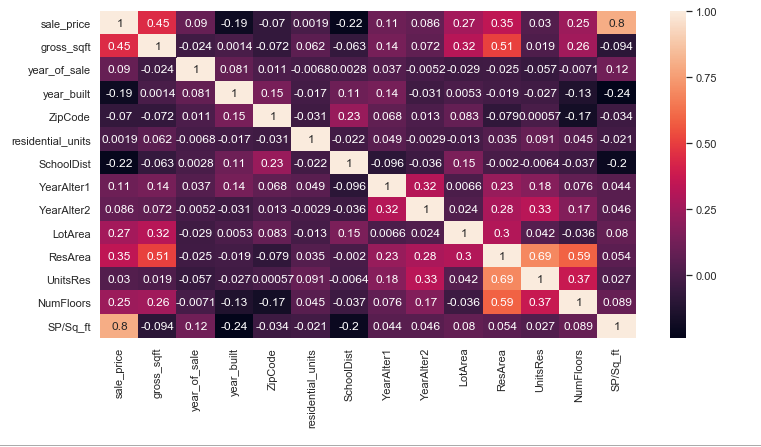 sale_price 1 0.45 0.09 -0.19 -0.07 0.0019 -0.22 0.11 0.086 0.27 0.35 0.03 0.25 0.8
gross_sqft 0.45 1 -0.024 0.0014 -0.072 0.062 -0.063 0.14 0.072 0.32 0.51 0.019 0.26 -0.094
year_of_sale 0.09 -0.024 1 0.081 0.011 -0.0068 0.0028 0.037 -0.0052 -0.029 -0.025 -0.057 -0.0071 0.12
year_built -0.19 0.0014 0.081 1 0.15 -0.017 0.11 0.14 -0.031 0.0053 -0.019 -0.027 -0.13 -0.24
ZipCode -0.07 -0.072 0.011 0.15 1 -0.031 0.23 0.068 0.013 0.083 -0.079 0.00057 -0.17 -0.034
residential_units 0.0019 0.062 -0.0068 -0.017 -0.031 1 -0.022 0.049 -0.0029 -0.013 0.035 0.091 0.045 -0.021
SchoolDist -0.22 -0.063 0.0028 0.11 0.23 -0.022 1 -0.096 -0.036 0.15 -0.002 -0.0064 -0.037 -0.2
YearAlter1 0.11 0.14 0.037 0.14 0.068 0.049 -0.096 1 0.32 0.0066 0.23 0.18 0.076 0.044
YearAlter2 0.086 0.072 -0.0052 -0.031 0.013 -0.0029 -0.036 0.32 1 0.024 0.28 0.33 0.17 0.046
LotArea 0.27 0.32 -0.029 0.0053 0.083 -0.013 0.15 0.0066 0.024 1 0.3 0.042 -0.036 0.08
ResArea 0.35 0.51 -0.025 -0.019 -0.079 0.035 -0.002 0.23 0.28 0.3 1 0.69 0.59 0.054
UnitsRes 0.03 0.019 -0.057 -0.027 0.00057 0.091 -0.0064 0.18 0.33 0.042 0.69 1 0.37 0.027
NumFloors 0.25 0.26 -0.0071 -0.13 -0.17 0.045 -0.037 0.076 0.17 -0.036 0.59 0.37 1 0.089
SP/Sq_ft 0.8 -0.094 0.12 -0.24 -0.034 -0.021 -0.2 0.044 0.046 0.08 0.054 0.027 0.089 1
sale_price
gross_sqft
year_of_sale
year_built
ZipCode
residential_units
SchoolDist
YearAlter1
YearAlter2
LotArea
ResArea
UnitsRes
NumFloors
SP/Sq_ft
1.00
0.75
0.50
0.25
0.00